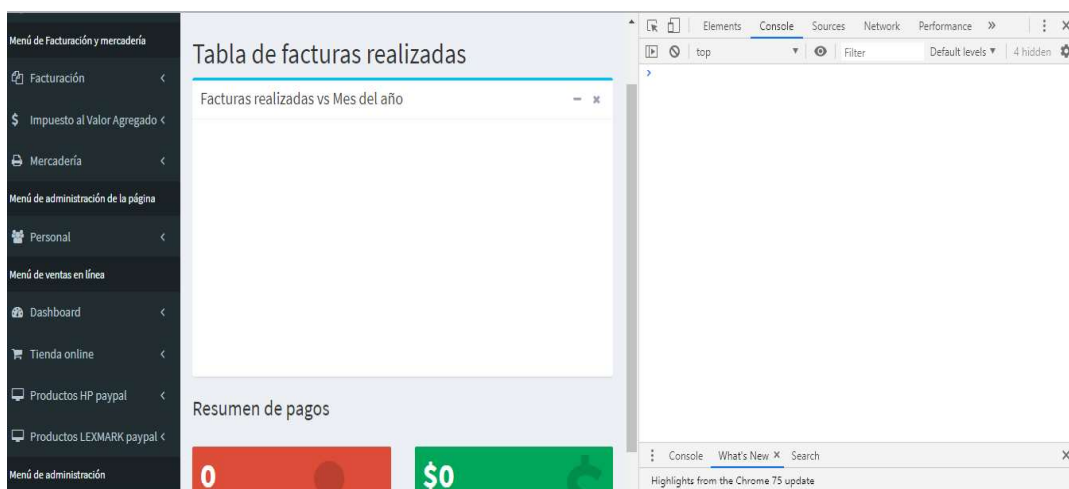 Menú de Facturación y mercadería
Facturación
Impuesto al Valor Agregado
Mercadería
Menú de administración de la página
Personal
Menú de ventas en línea
Dashboard
Tienda online
Productos HP paypal
Productos LEXMARK paypal
Menú de administración
Tabla de facturas realizadas
Facturas realizadas vs Mes del año
Resumen de pagos
0
$0
Elements Console Sources Network Performance »
top Filter Default levels ▼ 4 hidden
>
Console What's New × Search
Highlights from the Chrome 75 update